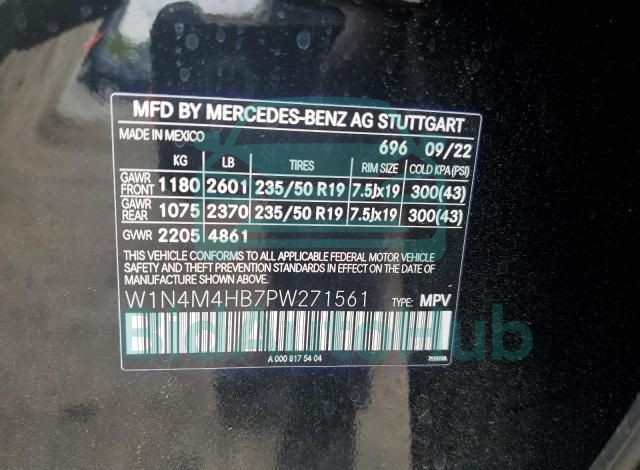 MFD BY MERCEDES-BENZ AG STUTTGART
MADE IN MEXICO
696 09/22
KG LB TIRES RIM SIZE COLD KPA(PSI)
GAWR FRONT 1180 2601 235/50 R19 7.5Jx19 300(43)
GAWR REAR 1075 2370 235/50 R19 7.5Jx19 300(43)
GVWR 2205 4861
THIS VEHICLE CONFORMS TO ALL APPLICABLE FEDERAL MOTOR VEHICLE
SAFETY AND THEFT PREVENTION STANDARDS IN EFFECT ON THE DATE OF
MANUFACTURE SHOWN ABOVE.
W1N4M4HB7PW271561 TYPE: MPV
BidAutoHub
A 000 817 54 04